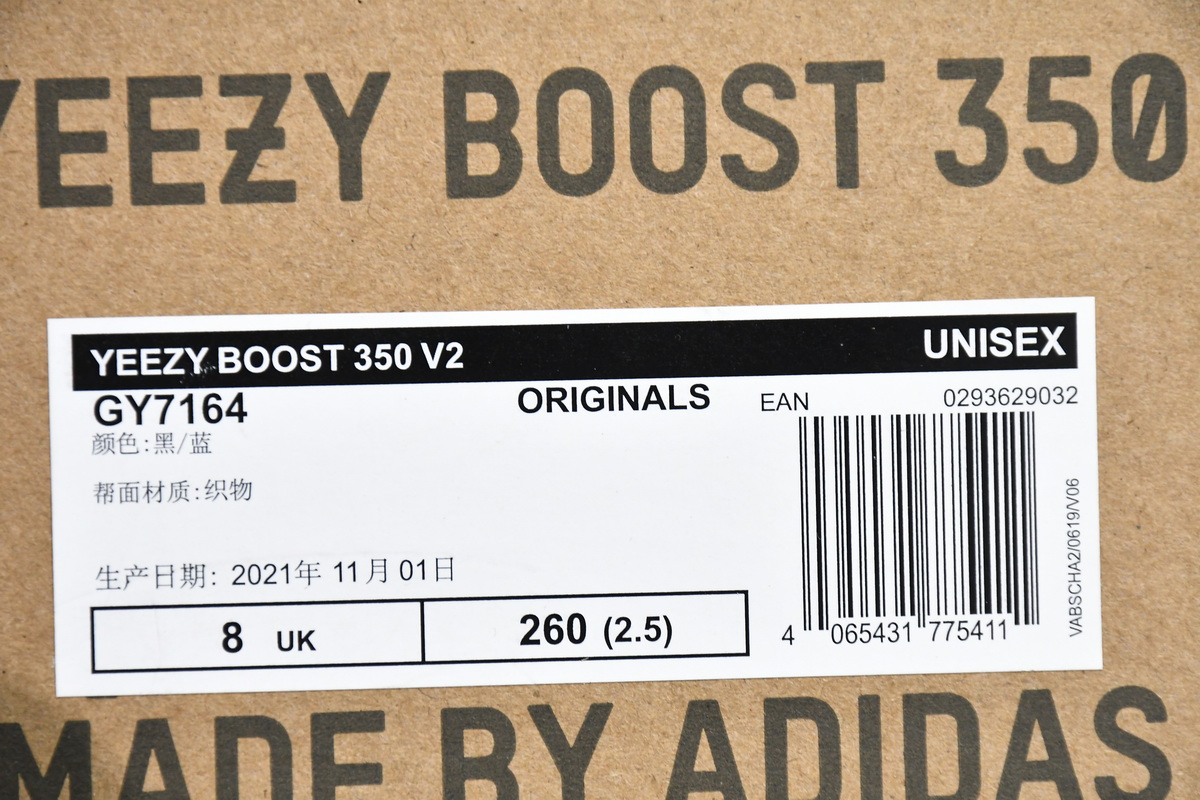 YEEZY BOOST 350
YEEZY BOOST 350 V2 UNISEX
GY7164 ORIGINALS EAN 0293629032
颜色:黑/蓝
帮面材质:织物
生产日期: 2021年 11月 01日
8 UK 260 (2.5)
4 065431 775411
VABSCHA2/0619/V06
MADE BY ADIDAS